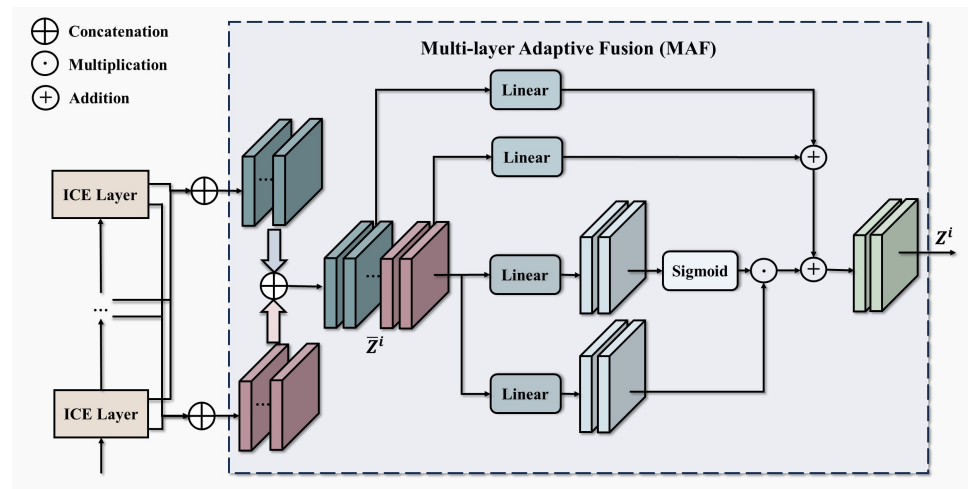 Concatenation
Multiplication
Addition
Multi-layer Adaptive Fusion (MAF)
Linear
Linear
ICE Layer
...
...
...
Linear
Sigmoid
Z^i
Z̄^i
...
ICE Layer
...
Linear